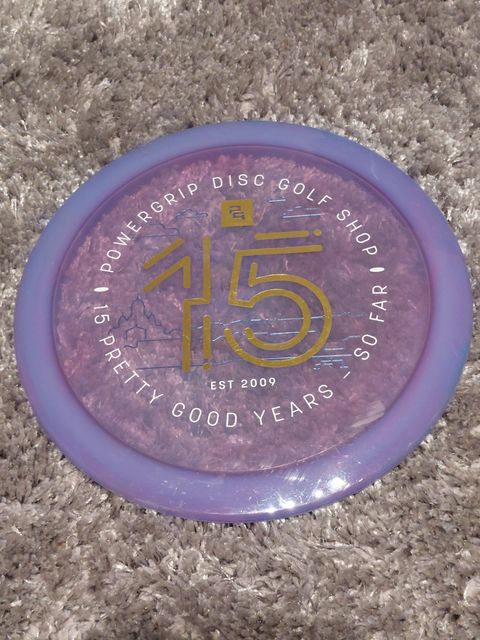 POWERGRIP DISC GOLF SHOP
15
EST 2009
15 PRETTY GOOD YEARS – SO FAR